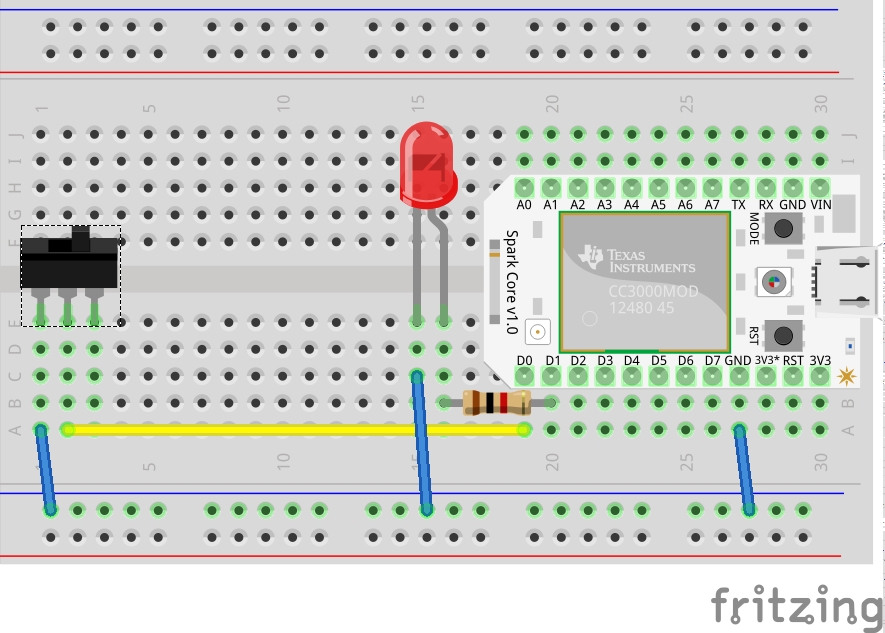 1 5 10 15 20 25 30
J J
I I
H
G
F
A0 A1 A2 A3 A4 A5 A6 A7 TX RX GND VIN
MODE
Spark Core v1.0
TEXAS
INSTRUMENTS
CC3000MOD
12480 45
RST
E
D0 D1 D2 D3 D4 D5 D6 D7 GND 3V3* RST 3V3
D
C
B B
A A
1 5 10 15 20 25 30
fritzing